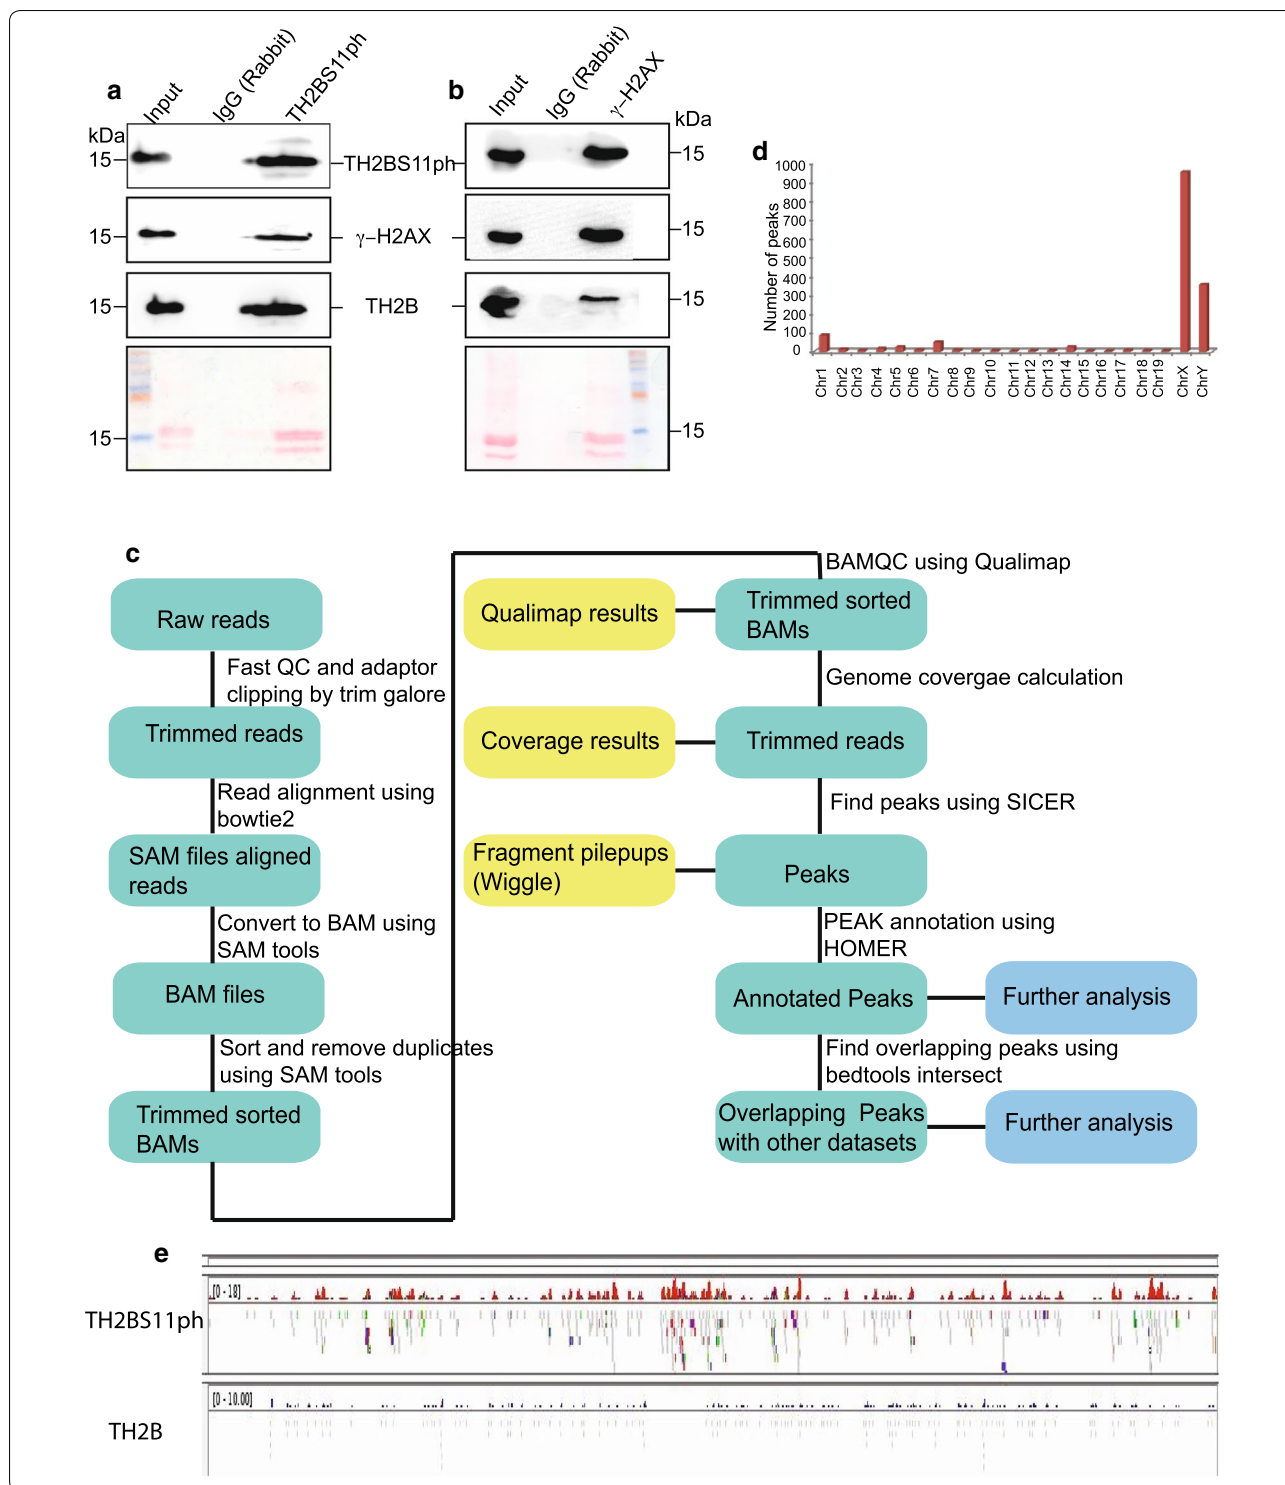 a
Input
IgG (Rabbit)
TH2BS11ph
kDa
15
TH2BS11ph
15
γ–H2AX
15
TH2B
15
b
Input
IgG (Rabbit)
γ–H2AX
kDa
15
15
15
15
d
Number of peaks
1000
900
800
700
600
500
400
300
200
100
0
Chr1
Chr2
Chr3
Chr4
Chr5
Chr6
Chr7
Chr8
Chr9
Chr10
Chr11
Chr12
Chr13
Chr14
Chr15
Chr16
Chr17
Chr18
Chr19
ChrX
ChrY
c
Raw reads
Fast QC and adaptor
clipping by trim galore
Trimmed reads
Read alignment using
bowtie2
SAM files aligned
reads
Convert to BAM using
SAM tools
BAM files
Sort and remove duplicates
using SAM tools
Trimmed sorted
BAMs
BAMQC using Qualimap
Qualimap results
Trimmed sorted
BAMs
Genome covergae calculation
Coverage results
Trimmed reads
Find peaks using SICER
Fragment pilepups
(Wiggle)
Peaks
PEAK annotation using
HOMER
Annotated Peaks
Further analysis
Find overlapping peaks using
bedtools intersect
Overlapping Peaks
with other datasets
Further analysis
e
[0 - 18]
TH2BS11ph
[0 - 10.00]
TH2B